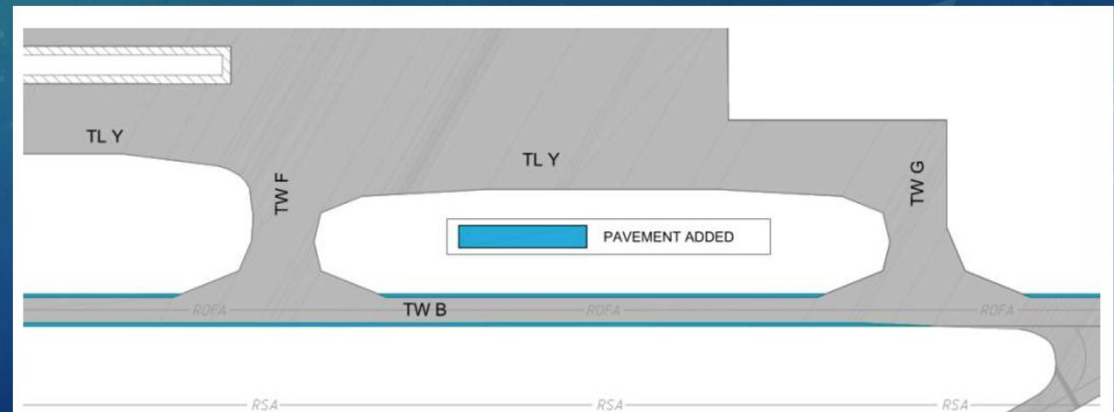 TL Y
TL Y
TW F
TW G
PAVEMENT ADDED
ROFA
TW B
ROFA
ROFA
RSA
RSA
RSA